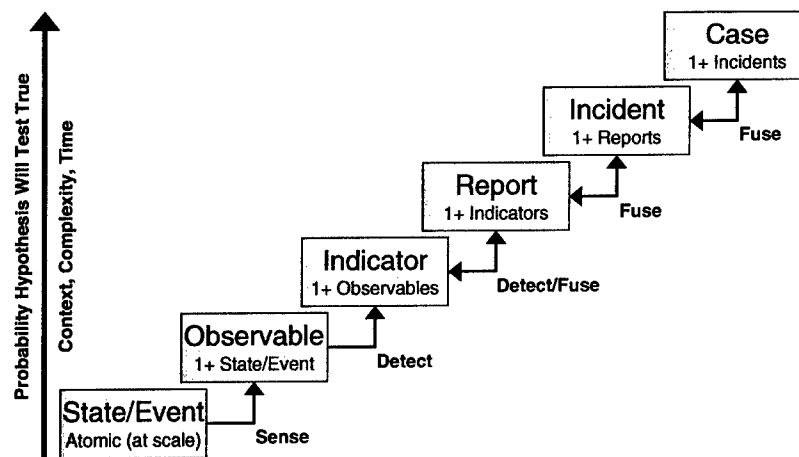 Probability Hypothesis Will Test True
Context, Complexity, Time
Case
1+ Incidents
Fuse
Incident
1+ Reports
Fuse
Report
1+ Indicators
Detect/Fuse
Indicator
1+ Observables
Detect
Observable
1+ State/Event
Sense
State/Event
Atomic (at scale)